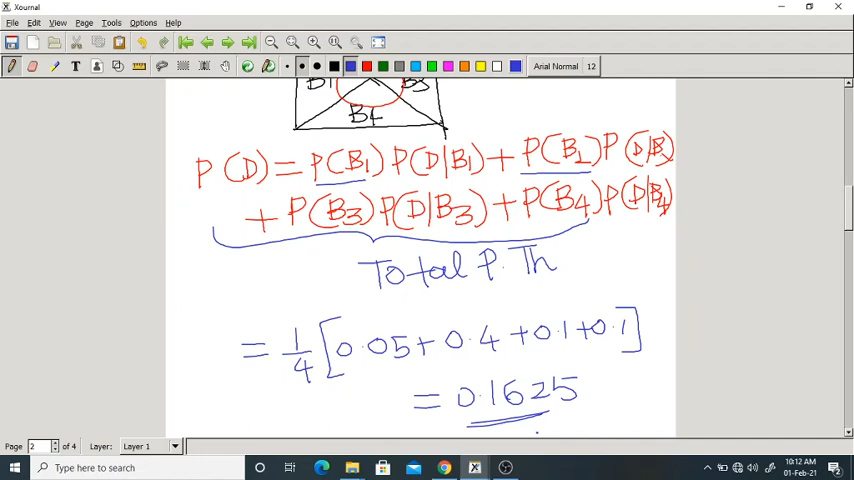 Xournal
File Edit View Page Tools Options Help
Arial Normal 12
B1 B3
B4
P(D) = P(B1) P(D|B1) + P(B2) P(D|B2)
+ P(B3) P(D|B3) + P(B4) P(D|B4)
Total P. Th
= 1/4 [0.05 + 0.4 + 0.1 + 0.1]
= 0.1625
Page 2 of 4 Layer: Layer 1
Type here to search
10:12 AM
01-Feb-21
2